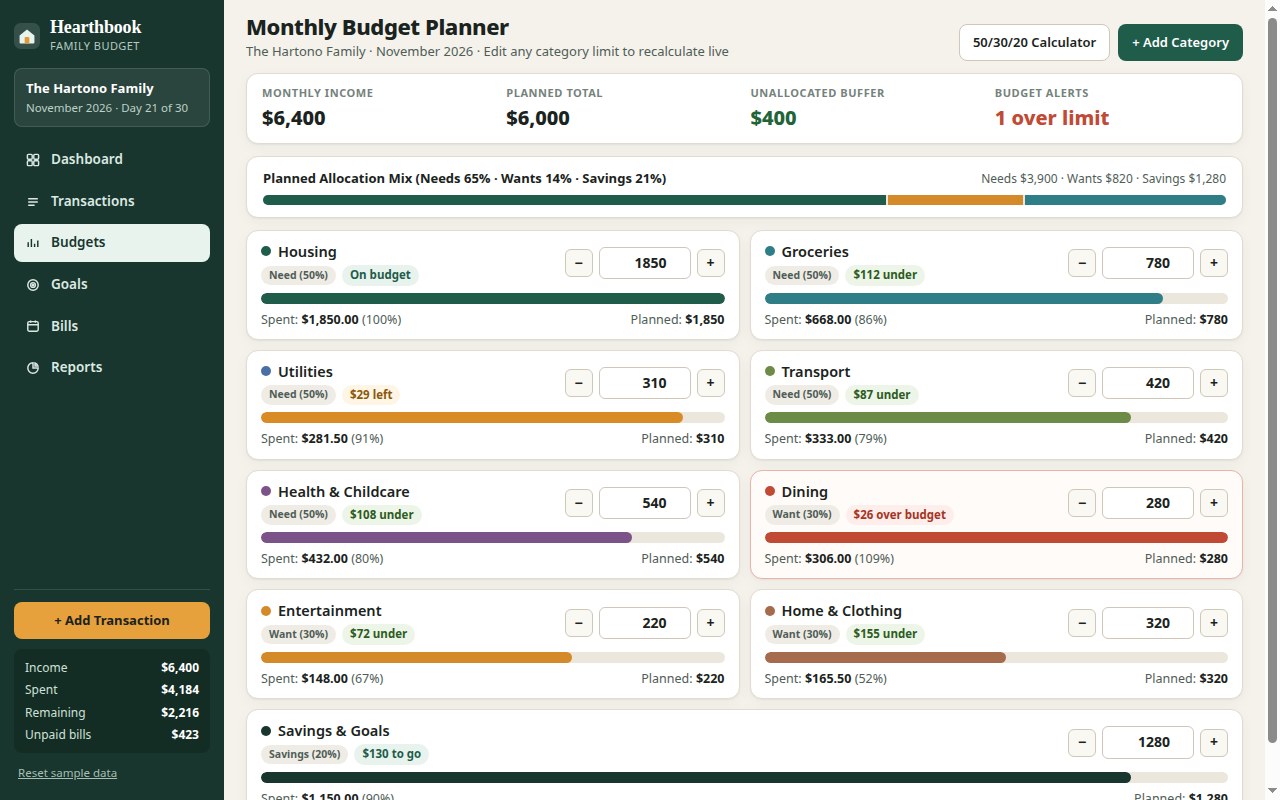 Hearthbook
FAMILY BUDGET
The Hartono Family
November 2026 · Day 21 of 30
Dashboard
Transactions
Budgets
Goals
Bills
Reports
+ Add Transaction
Income $6,400
Spent $4,184
Remaining $2,216
Unpaid bills $423
Reset sample data
Monthly Budget Planner
The Hartono Family · November 2026 · Edit any category limit to recalculate live
50/30/20 Calculator
+ Add Category
MONTHLY INCOME
$6,400
PLANNED TOTAL
$6,000
UNALLOCATED BUFFER
$400
BUDGET ALERTS
1 over limit
Planned Allocation Mix (Needs 65% · Wants 14% · Savings 21%)
Needs $3,900 · Wants $820 · Savings $1,280
Housing
Need (50%) On budget
− 1850 +
Spent: $1,850.00 (100%)
Planned: $1,850
Groceries
Need (50%) $112 under
− 780 +
Spent: $668.00 (86%)
Planned: $780
Utilities
Need (50%) $29 left
− 310 +
Spent: $281.50 (91%)
Planned: $310
Transport
Need (50%) $87 under
− 420 +
Spent: $333.00 (79%)
Planned: $420
Health & Childcare
Need (50%) $108 under
− 540 +
Spent: $432.00 (80%)
Planned: $540
Dining
Want (30%) $26 over budget
− 280 +
Spent: $306.00 (109%)
Planned: $280
Entertainment
Want (30%) $72 under
− 220 +
Spent: $148.00 (67%)
Planned: $220
Home & Clothing
Want (30%) $155 under
− 320 +
Spent: $165.50 (52%)
Planned: $320
Savings & Goals
Savings (20%) $130 to go
− 1280 +
Spent: $1,150.00 (90%)
Planned: $1,280